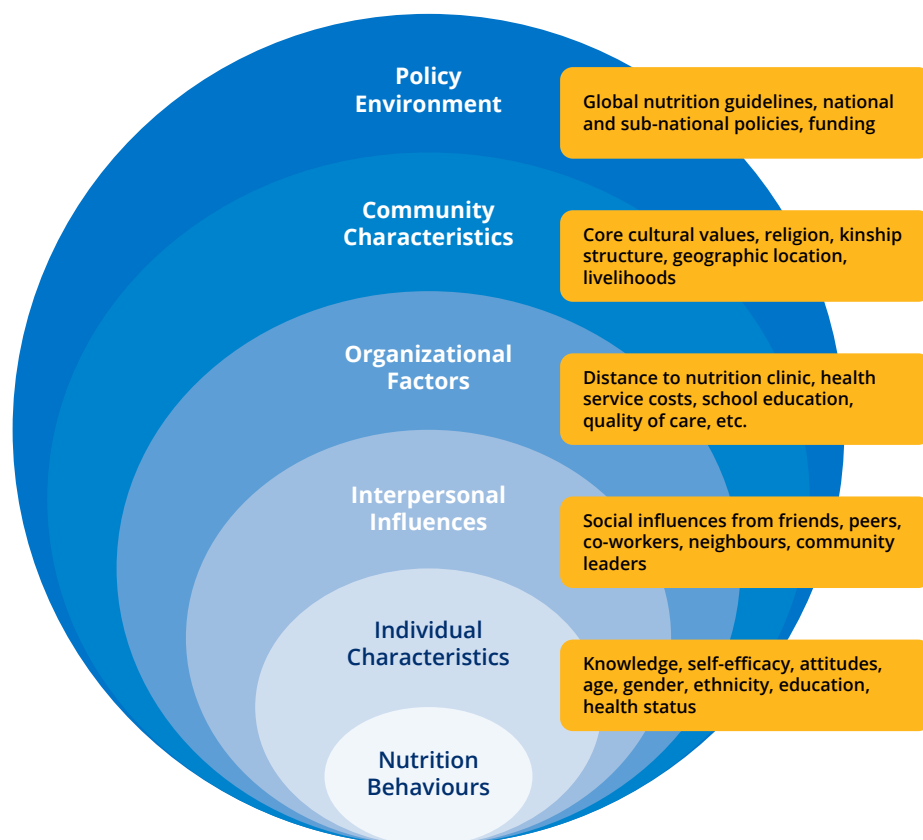 Policy
Environment
Global nutrition guidelines, national
and sub-national policies, funding
Community
Characteristics
Core cultural values, religion, kinship
structure, geographic location,
livelihoods
Organizational
Factors
Distance to nutrition clinic, health
service costs, school education,
quality of care, etc.
Interpersonal
Influences
Social influences from friends, peers,
co-workers, neighbours, community
leaders
Individual
Characteristics
Knowledge, self-efficacy, attitudes,
age, gender, ethnicity, education,
health status
Nutrition
Behaviours